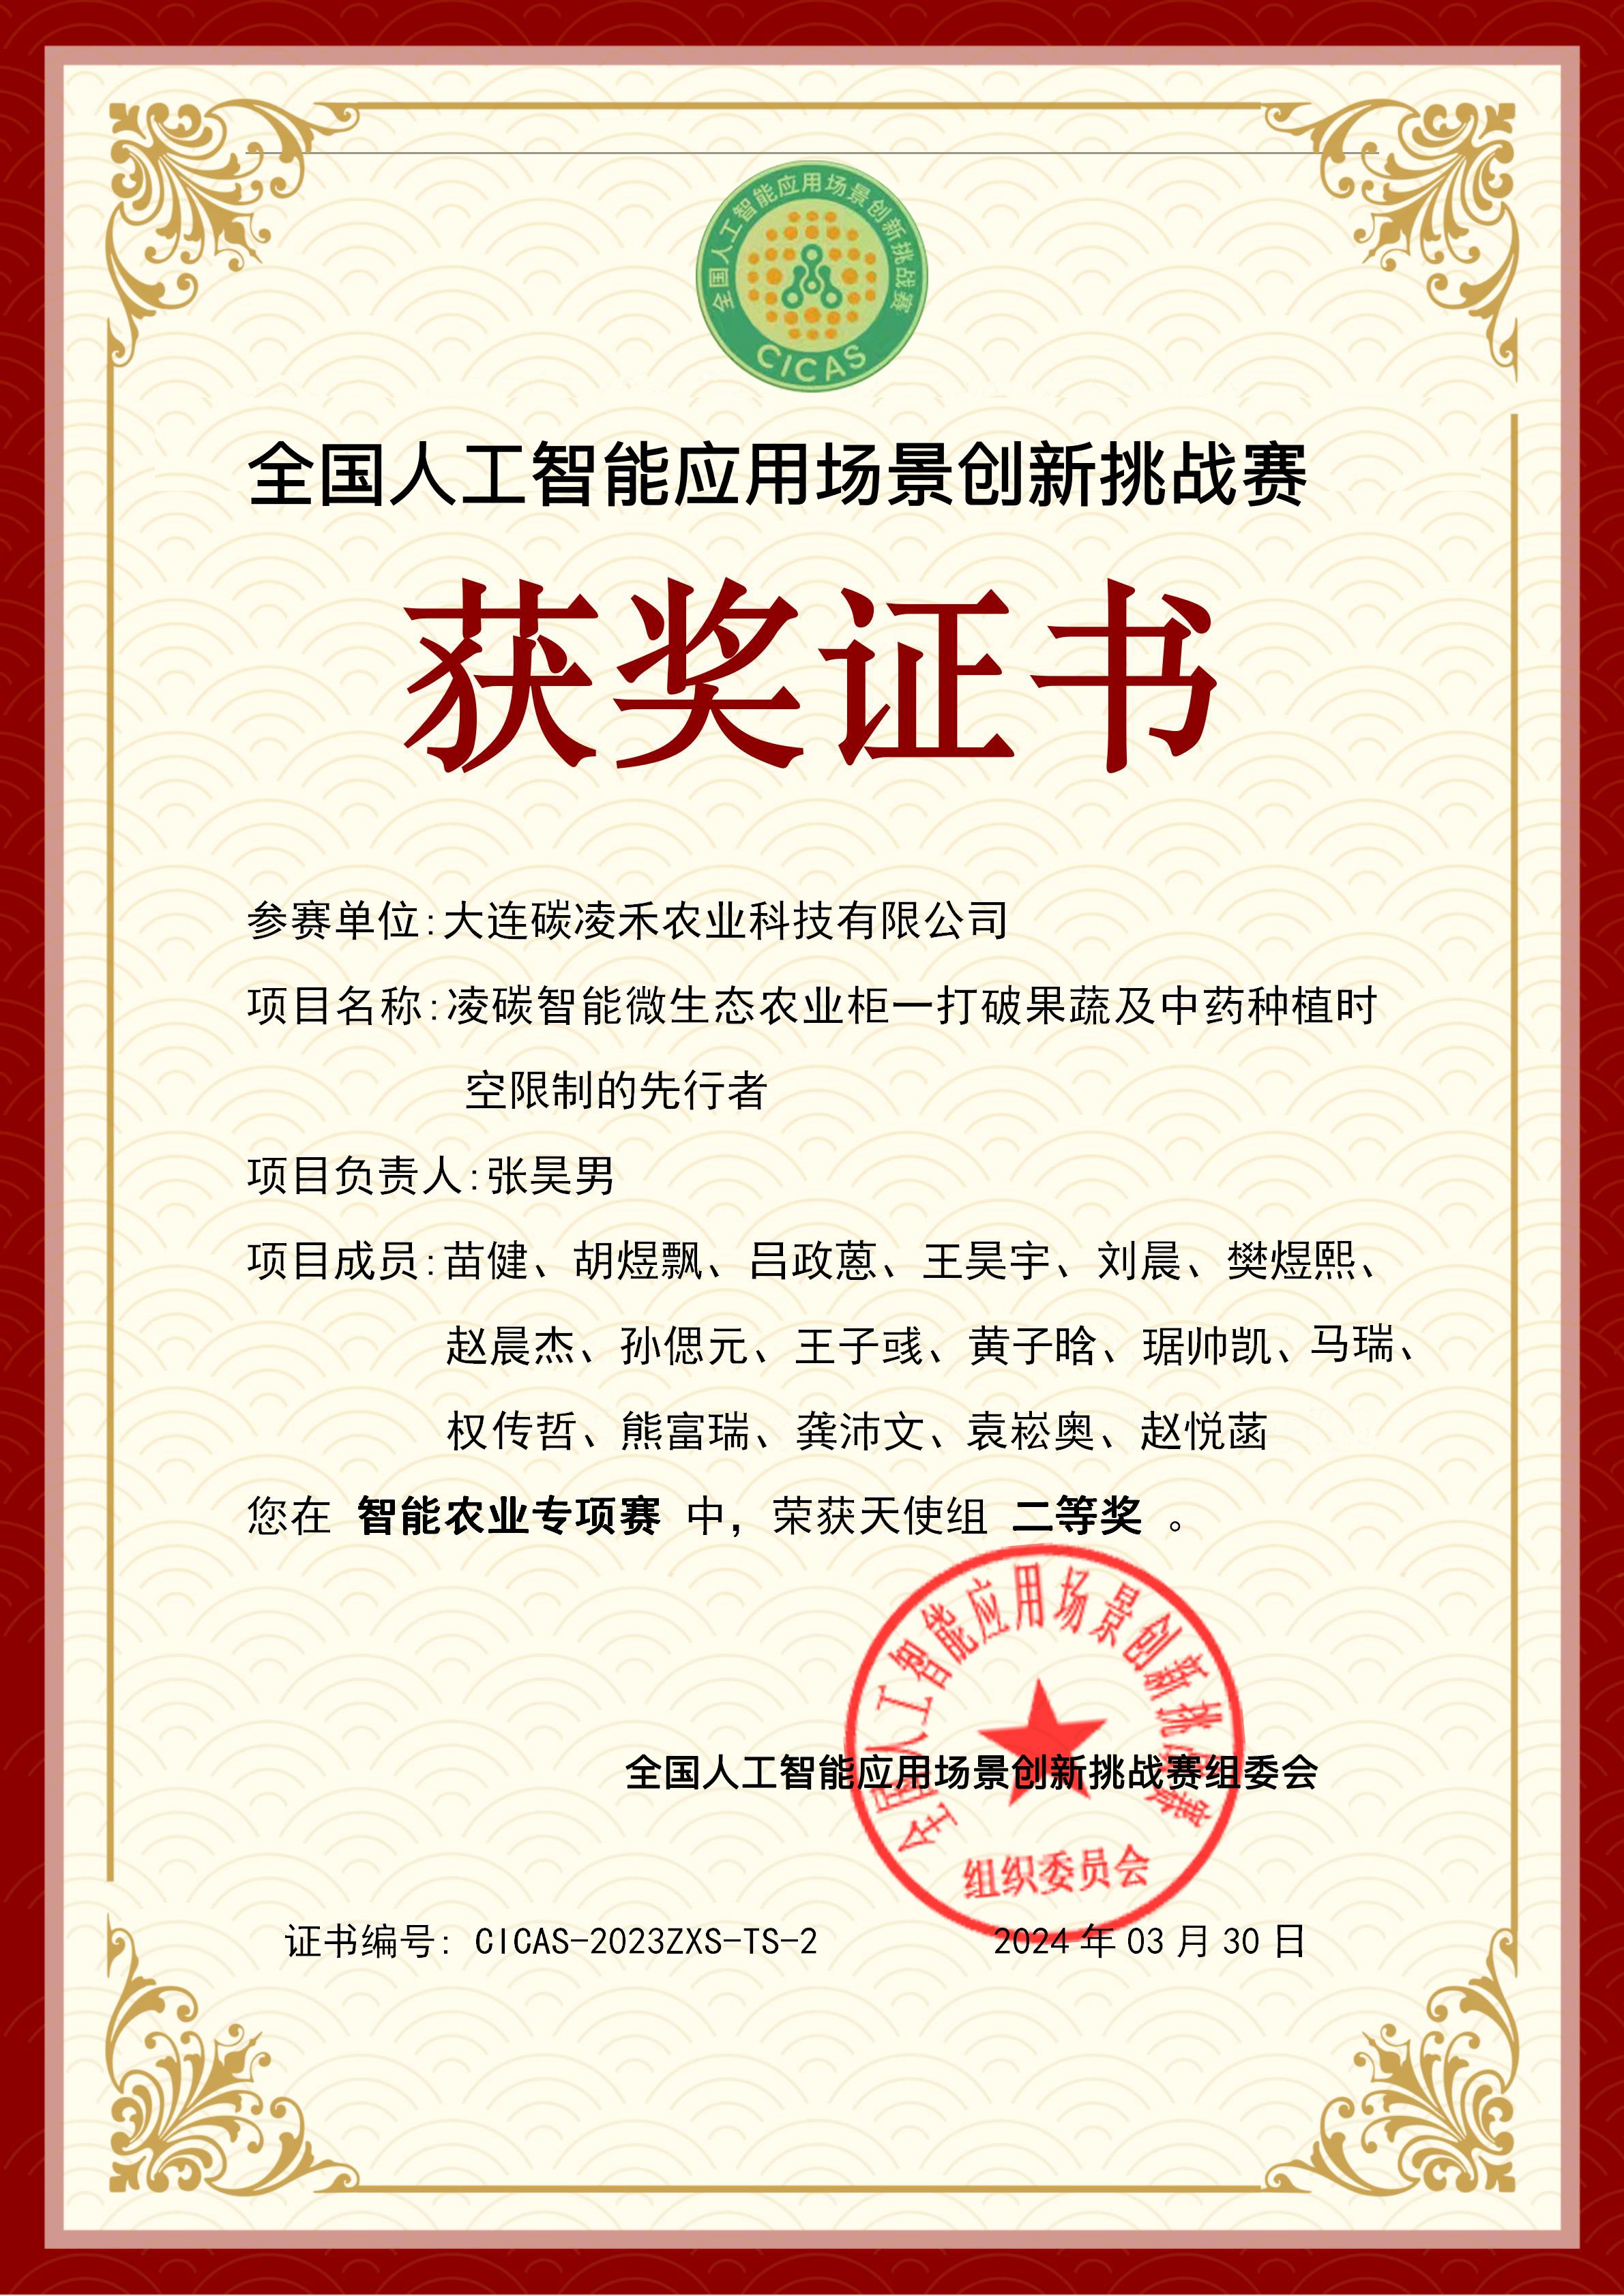 全国人工智能应用场景创新挑战赛
CICAS
全国人工智能应用场景创新挑战赛
获奖证书
参赛单位:大连碳凌禾农业科技有限公司
项目名称:凌碳智能微生态农业柜一打破果蔬及中药种植时
空限制的先行者
项目负责人:张昊男
项目成员:苗健、胡煜飘、吕政蒽、王昊宇、刘晨、樊煜熙、
赵晨杰、孙偲元、王子彧、黄子晗、琚帅凯、马瑞、
权传哲、熊富瑞、龚沛文、袁崧奥、赵悦菡
您在 智能农业专项赛 中，荣获天使组 二等奖 。
全国人工智能应用场景创新挑战赛
全国人工智能应用场景创新挑战赛组委会
组织委员会
证书编号: CICAS-2023ZXS-TS-2 2024 年 03 月 30 日